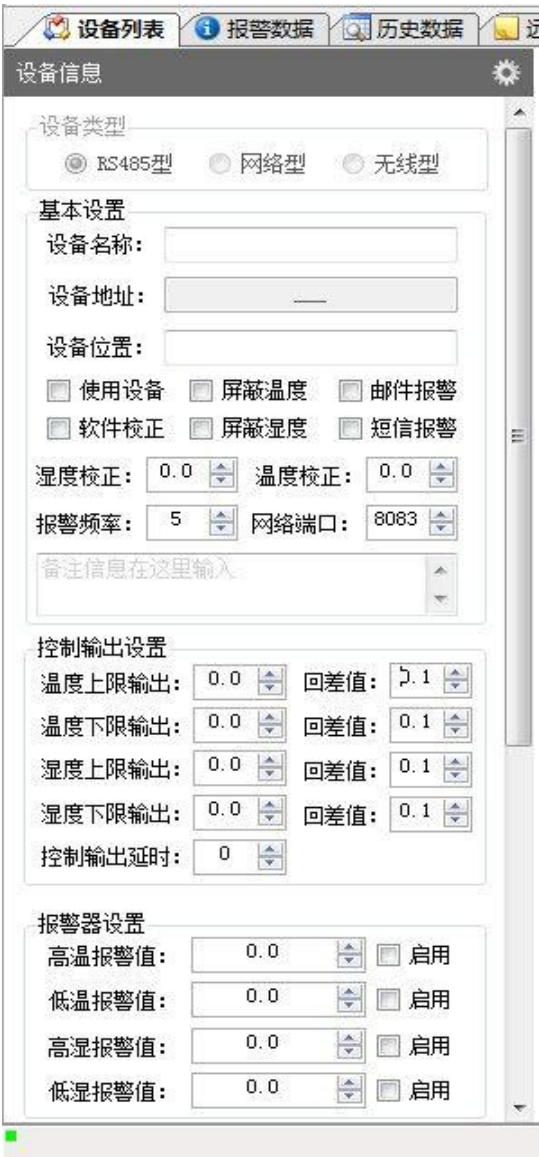 设备列表 报警数据 历史数据
设备信息
设备类型
RS485型 网络型 无线型
基本设置
设备名称：
设备地址：
设备位置：
使用设备 屏蔽温度 邮件报警
软件校正 屏蔽湿度 短信报警
湿度校正： 0.0 温度校正： 0.0
报警频率： 5 网络端口： 8083
备注信息在这里输入
控制输出设置
温度上限输出： 0.0 回差值： 0.1
温度下限输出： 0.0 回差值： 0.1
湿度上限输出： 0.0 回差值： 0.1
湿度下限输出： 0.0 回差值： 0.1
控制输出延时： 0
报警器设置
高温报警值： 0.0 启用
低温报警值： 0.0 启用
高湿报警值： 0.0 启用
低湿报警值： 0.0 启用